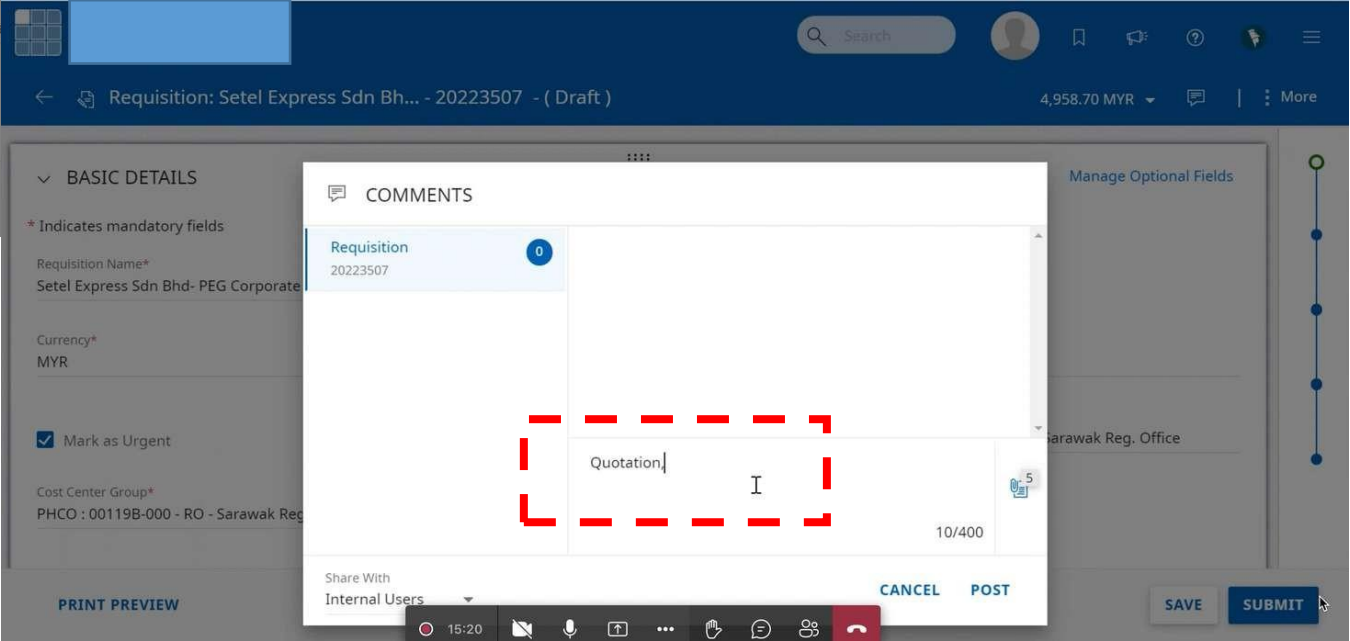 Search
Requisition: Setel Express Sdn Bh... - 20223507 - ( Draft )
4,958.70 MYR
More
BASIC DETAILS
Manage Optional Fields
* Indicates mandatory fields
Requisition Name*
Setel Express Sdn Bhd- PEG Corporate
Currency*
MYR
Mark as Urgent
Cost Center Group*
PHCO : 00119B-000 - RO - Sarawak Reg
COMMENTS
Requisition
0
20223507
Quotation,
5
10/400
Share With
Internal Users
CANCEL
POST
arawak Reg. Office
PRINT PREVIEW
SAVE
SUBMIT
15:20